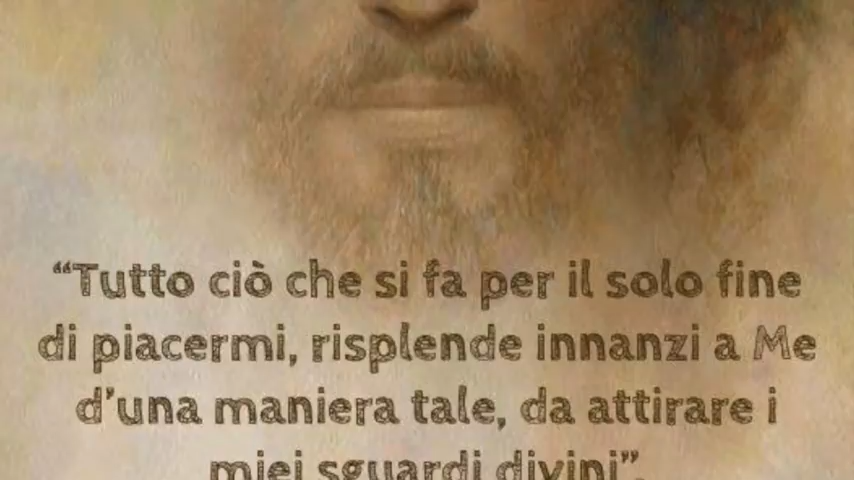 “Tutto ciò che si fa per il solo fine
di piacermi, risplende innanzi a Me
d’una maniera tale, da attirare i
miei sguardi divini”.